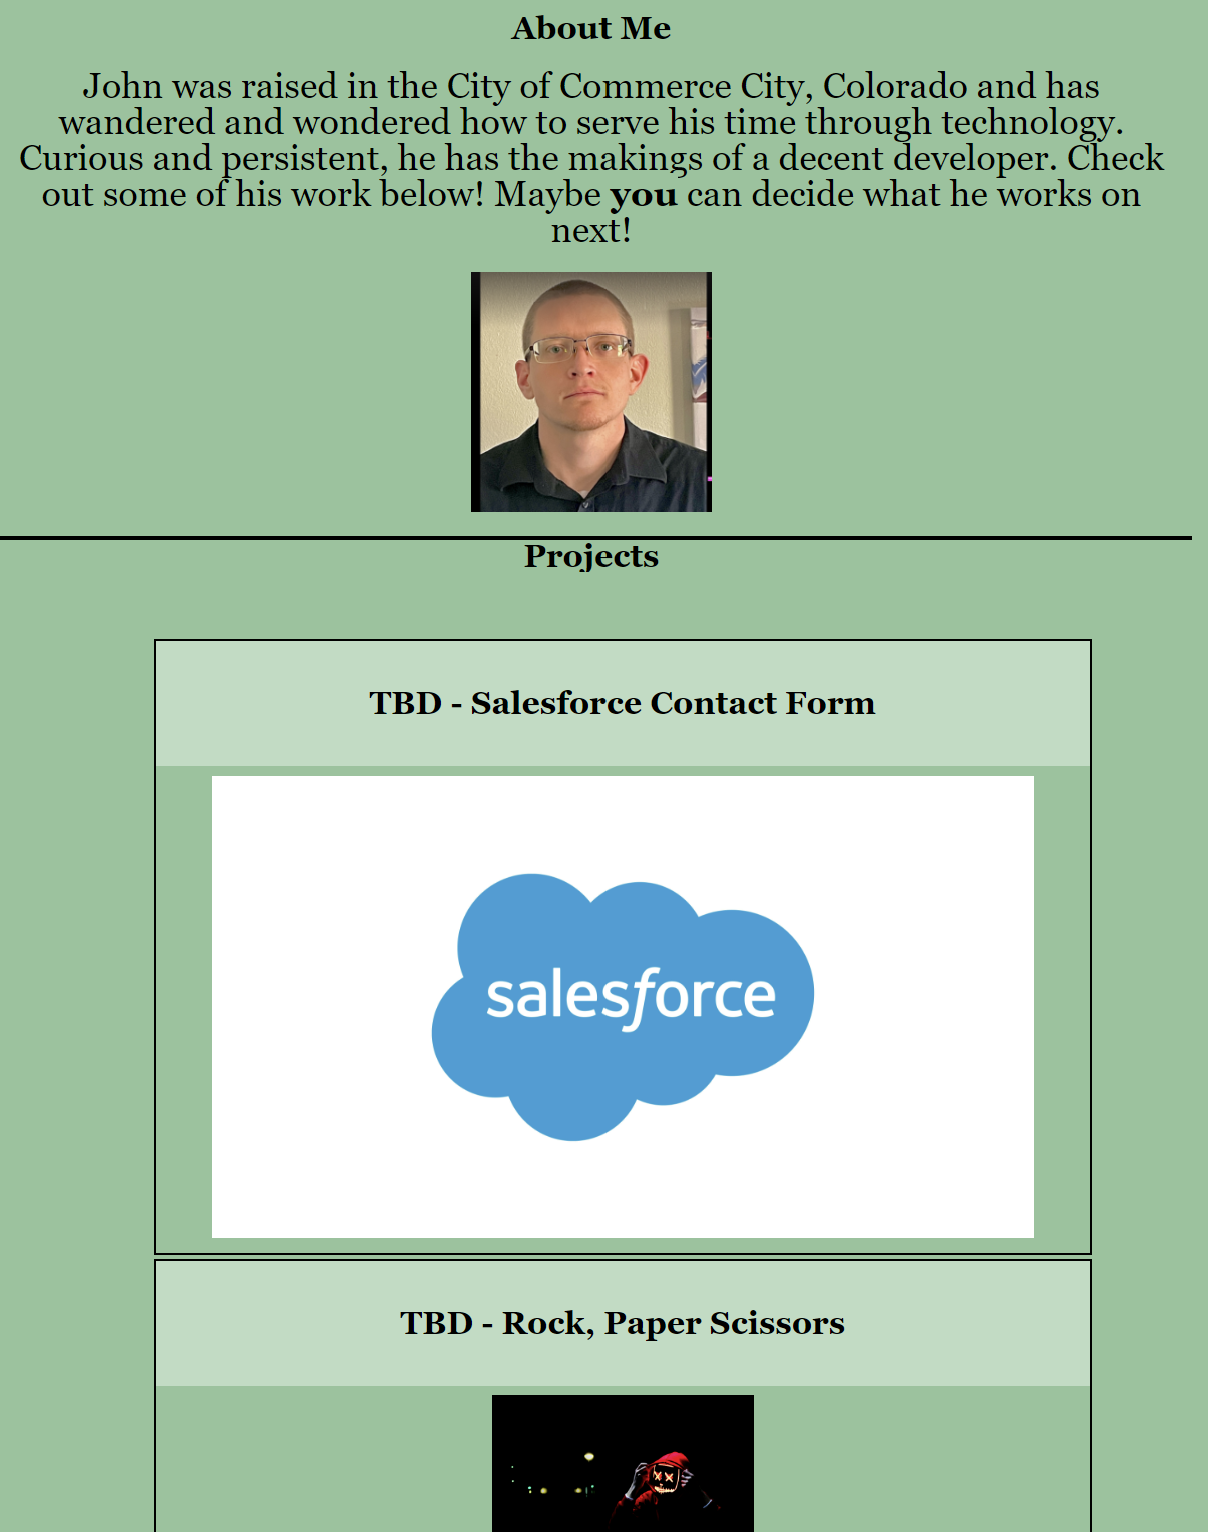 About Me
John was raised in the City of Commerce City, Colorado and has
wandered and wondered how to serve his time through technology.
Curious and persistent, he has the makings of a decent developer. Check
out some of his work below! Maybe you can decide what he works on
next!
Projects
TBD - Salesforce Contact Form
salesforce
TBD - Rock, Paper Scissors